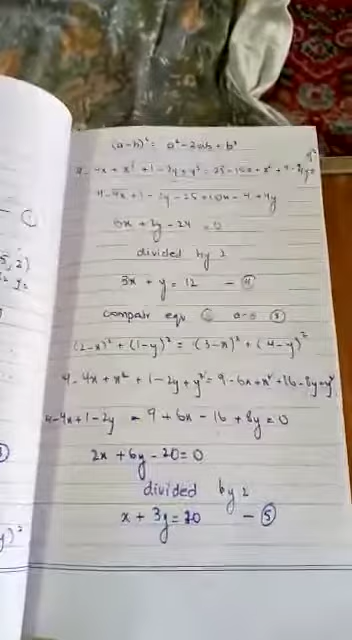 (a-b)² = a² - 2ab + b²
4 - 4x + x² + 1 - 2y + y² = 25 - 10x + x² + 4 - 4y + y²
4 - 4x + 1 - 2y - 25 + 10x - 4 + 4y
6x + 2y - 24 = 0
divided by 2
3x + y = 12 - ④
compair equ ① a-o ③
(2-x)² + (1-y)² = (3-x)² + (4-y)²
4 - 4x + x² + 1 - 2y + y² = 9 - 6x + x² + 16 - 8y + y²
4 - 4x + 1 - 2y - 9 + 6x - 16 + 8y = 0
2x + 6y - 20 = 0
divided by 2
x + 3y = 10 - ⑤
①
5, 2)
y)²